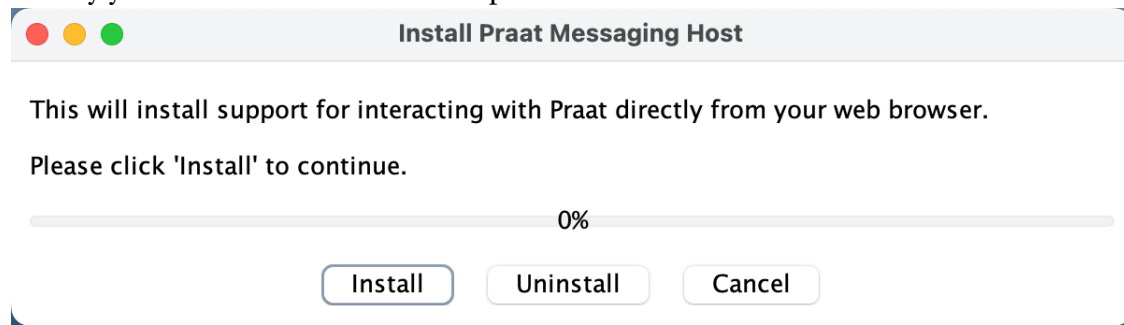 Install Praat Messaging Host
This will install support for interacting with Praat directly from your web browser.
Please click 'Install' to continue.
0%
Install Uninstall Cancel